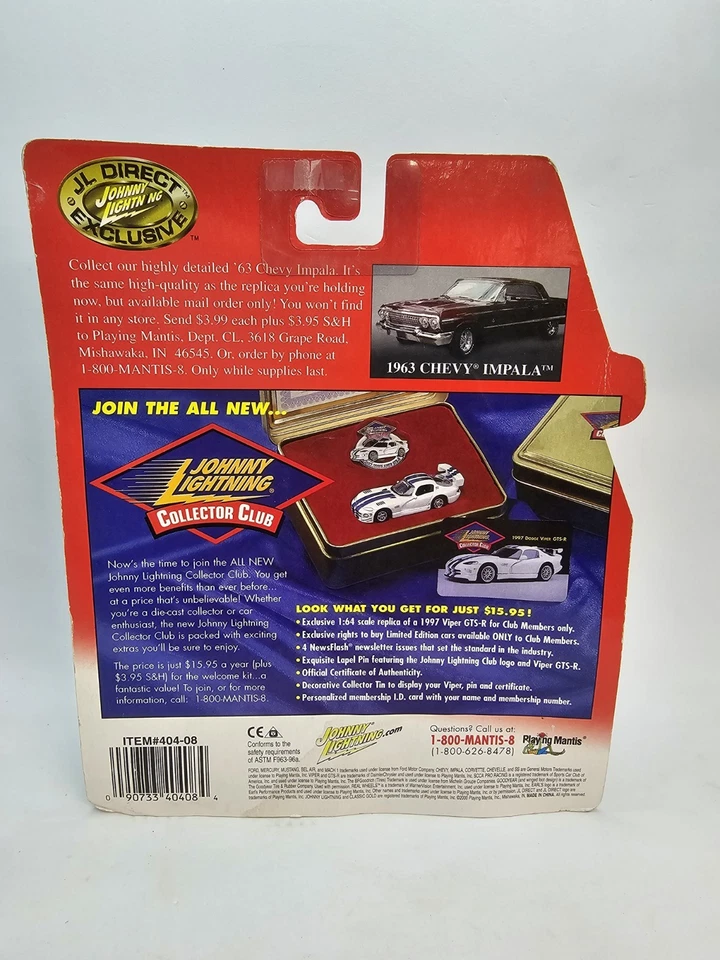 JL DIRECT™
JOHNNY
LIGHTNING
EXCLUSIVE
™
Collect our highly detailed '63 Chevy Impala. It's
the same high-quality as the replica you're holding
now, but available mail order only! You won't find
it in any store. Send $3.99 each plus $3.95 S&H
to Playing Mantis, Dept. CL, 3618 Grape Road,
Mishawaka, IN 46545. Or, order by phone at
1-800-MANTIS-8. Only while supplies last.
1963 CHEVY® IMPALA™
JOIN THE ALL NEW...
JOHNNY
LIGHTNING®
COLLECTOR CLUB
JOHNNY
LIGHTNING
COLLECTOR CLUB
1997 DODGE VIPER GTS-R
Now's the time to join the ALL NEW
Johnny Lightning Collector Club. You get
even more benefits than ever before...
at a price that's unbelievable! Whether
you're a die-cast collector or car
enthusiast, the new Johnny Lightning
Collector Club is packed with exciting
extras you'll be sure to enjoy.
The price is just $15.95 a year (plus
$3.95 S&H) for the welcome kit...a
fantastic value! To join, or for more
information, call: 1-800-MANTIS-8.
LOOK WHAT YOU GET FOR JUST $15.95!
• Exclusive 1:64 scale replica of a 1997 Viper GTS-R for Club Members only.
• Exclusive rights to buy Limited Edition cars available ONLY to Club Members.
• 4 NewsFlash® newsletter issues that set the standard in the industry.
• Exquisite Lapel Pin featuring the Johnny Lightning Club logo and Viper GTS-R.
• Official Certificate of Authenticity.
• Decorative Collector Tin to display your Viper, pin and certificate.
• Personalized membership I.D. card with your name and membership number.
ITEM#404-08
0 90733 40408 4
CE
Conforms to the
safety requirements
of ASTM F963-96a.
JOHNNY
LIGHTNING.com
Questions? Call us at:
1-800-MANTIS-8
(1-800-626-8478)
Playing Mantis®